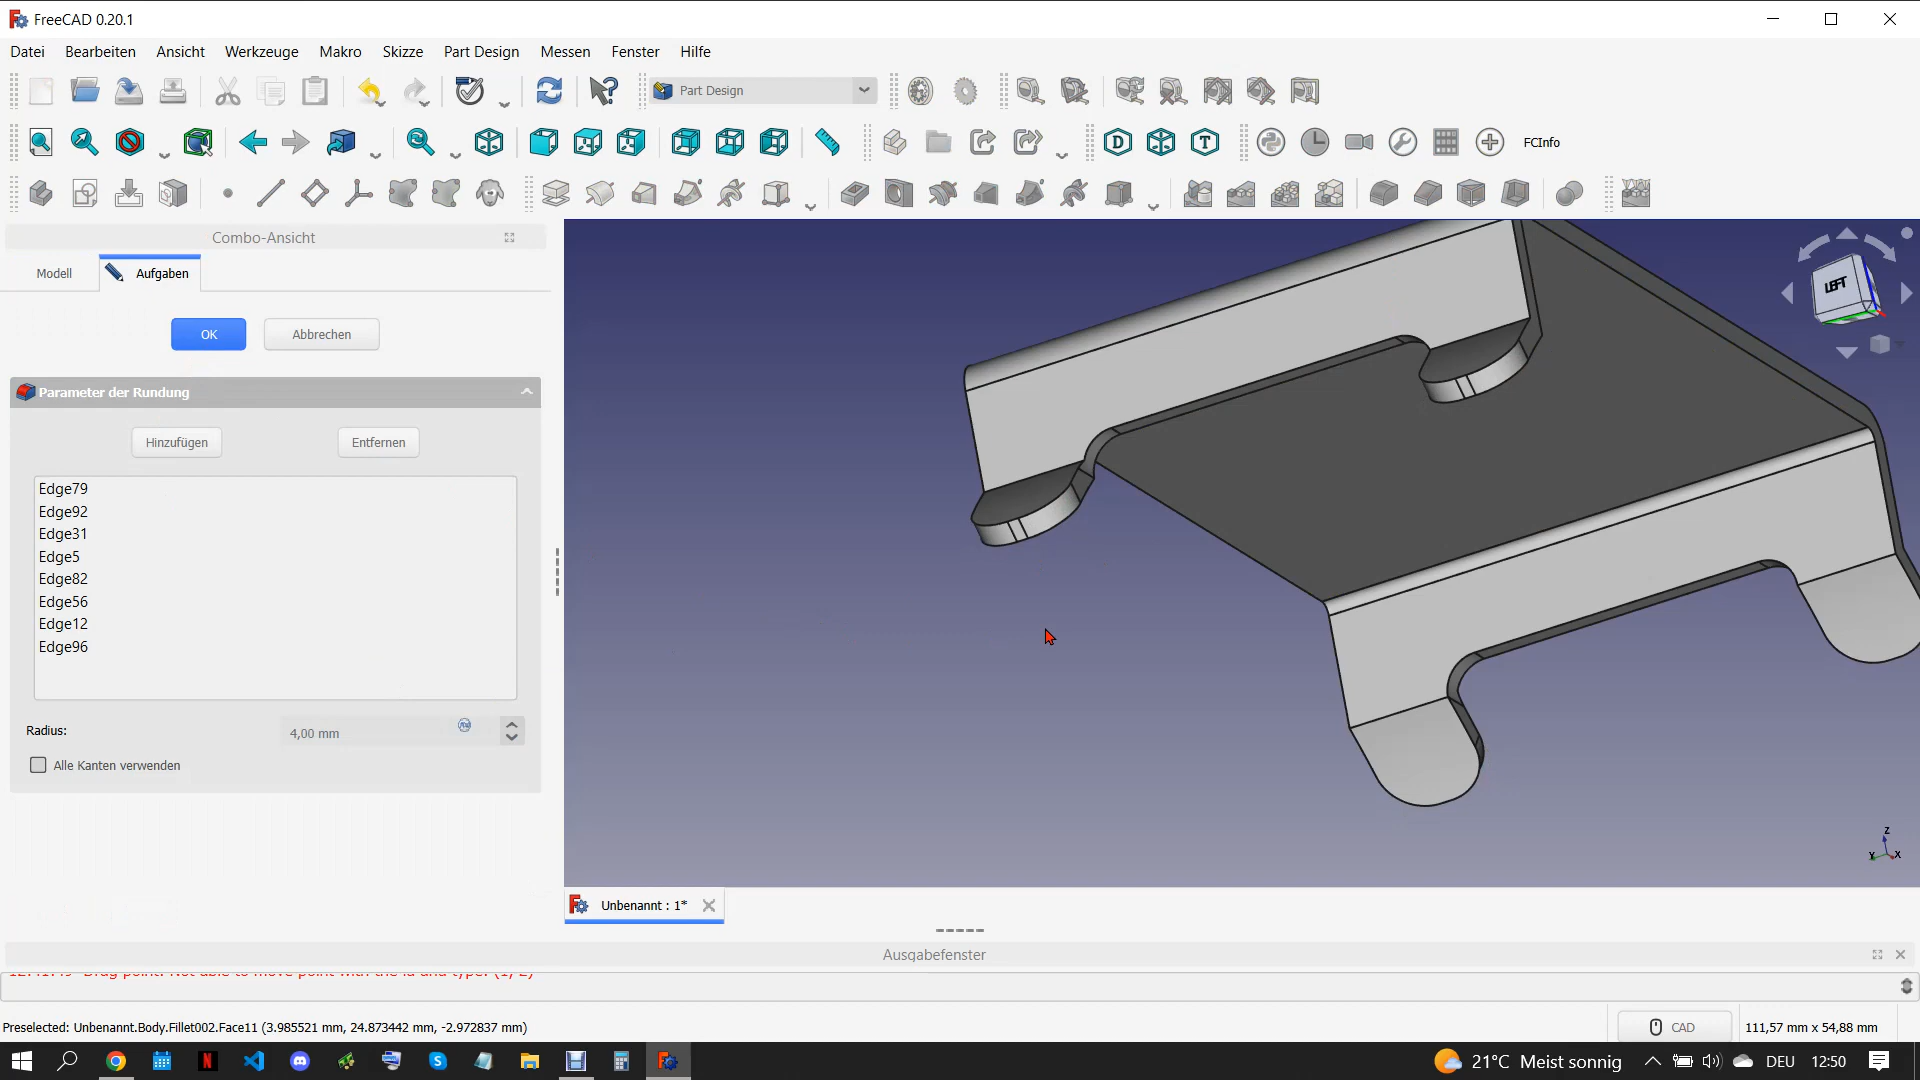 FreeCAD 0.20.1
Datei Bearbeiten Ansicht Werkzeuge Makro Skizze Part Design Messen Fenster Hilfe
Part Design
D T FCInfo
Combo-Ansicht
Modell Aufgaben
OK Abbrechen
Parameter der Rundung
Hinzufügen Entfernen
Edge79
Edge92
Edge31
Edge5
Edge82
Edge56
Edge12
Edge96
Radius: 4,00 mm
Alle Kanten verwenden
LEFT
Z
Y X
Unbenannt : 1*
Ausgabefenster
Preselected: Unbenannt.Body.Fillet002.Face11 (3.985521 mm, 24.873442 mm, -2.972837 mm)
CAD 111,57 mm x 54,88 mm
21°C Meist sonnig DEU 12:50